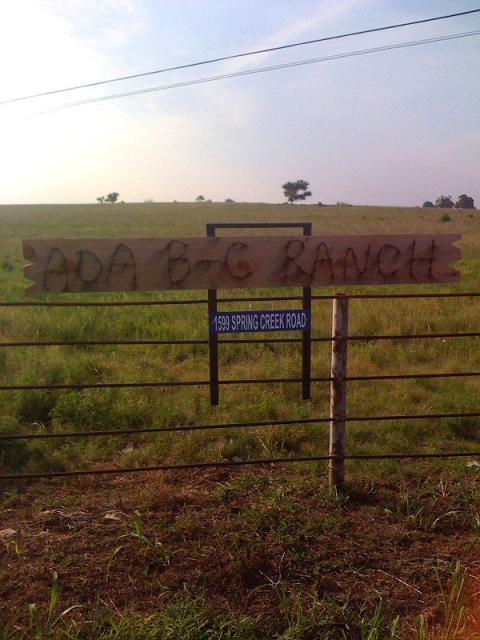 ADA B-C RANCH
1599 SPRING CREEK ROAD